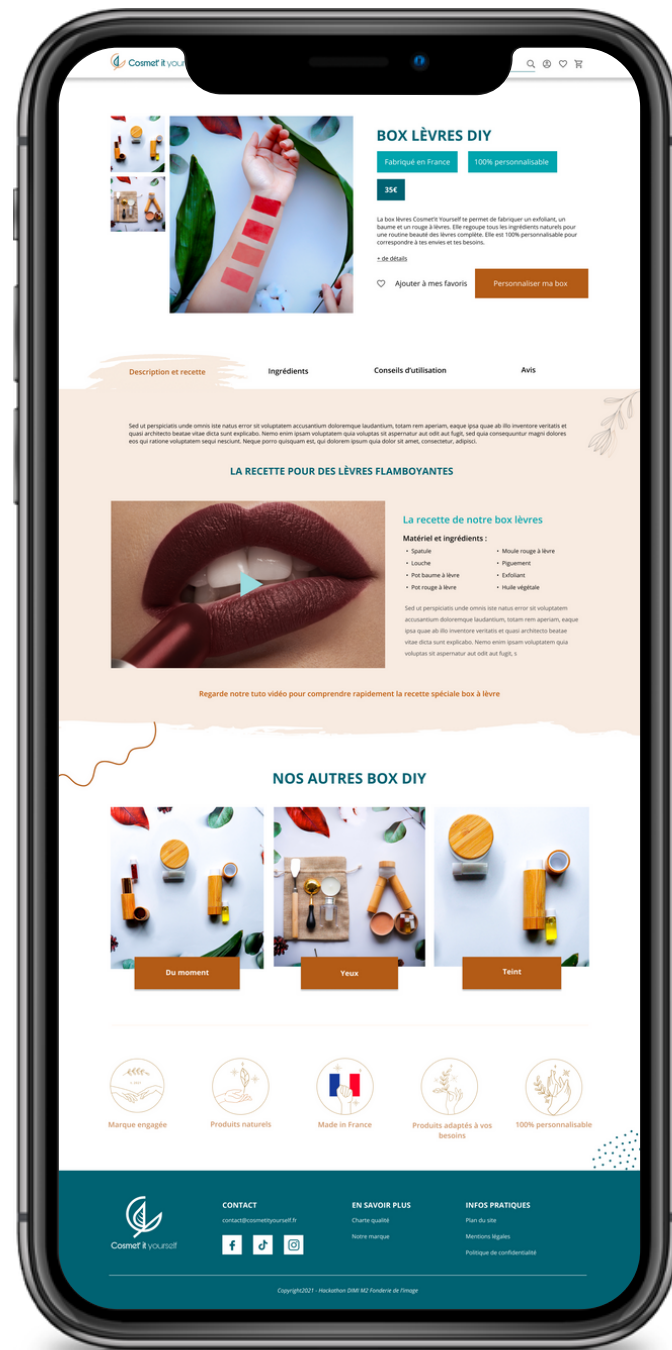 Cosmet' it your
BOX LÈVRES DIY
Fabriqué en France
100% personnalisable
35€
La box lèvres Cosmet'It Yourself te permet de fabriquer un exfoliant, un
baume et un rouge à lèvres. Elle regoupe tous les ingrédients naturels pour
une routine beauté des lèvres complète. Elle est 100% personnalisable pour
correspondre à tes envies et tes besoins.
+ de détails
Ajouter à mes favoris
Personnaliser ma box
Description et recette
Ingrédients
Conseils d'utilisation
Avis
Sed ut perspiciatis unde omnis iste natus error sit voluptatem accusantium doloremque laudantium, totam rem aperiam, eaque ipsa quae ab illo inventore veritatis et
quasi architecto beatae vitae dicta sunt explicabo. Nemo enim ipsam voluptatem quia voluptas sit aspernatur aut odit aut fugit, sed quia consequuntur magni dolores
eos qui ratione voluptatem sequi nesciunt. Neque porro quisquam est, qui dolorem ipsum quia dolor sit amet, consectetur, adipisci.
LA RECETTE POUR DES LÈVRES FLAMBOYANTES
La recette de notre box lèvres
Matériel et ingrédients :
• Spatule
• Louche
• Pot baume à lèvre
• Pot rouge à lèvre
• Moule rouge à lèvre
• Piguement
• Exfoliant
• Huile végétale
Sed ut perspiciatis unde omnis iste natus error sit voluptatem
accusantium doloremque laudantium, totam rem aperiam, eaque
ipsa quae ab illo inventore veritatis et quasi architecto beatae
vitae dicta sunt explicabo. Nemo enim ipsam voluptatem quia
voluptas sit aspernatur aut odit aut fugit, s
Regarde notre tuto vidéo pour comprendre rapidement la recette spéciale box à lèvre
NOS AUTRES BOX DIY
Du moment
Yeux
Teint
Marque engagée
Produits naturels
Made in France
Produits adaptés à vos
besoins
100% personnalisable
Cosmet' it yourself
CONTACT
contact@cosmetityourself.fr
EN SAVOIR PLUS
Charte qualité
Notre marque
INFOS PRATIQUES
Plan du site
Mentions légales
Politique de confidentialité
Copyright2021 - Hackathon DIMI M2 Fonderie de l'image